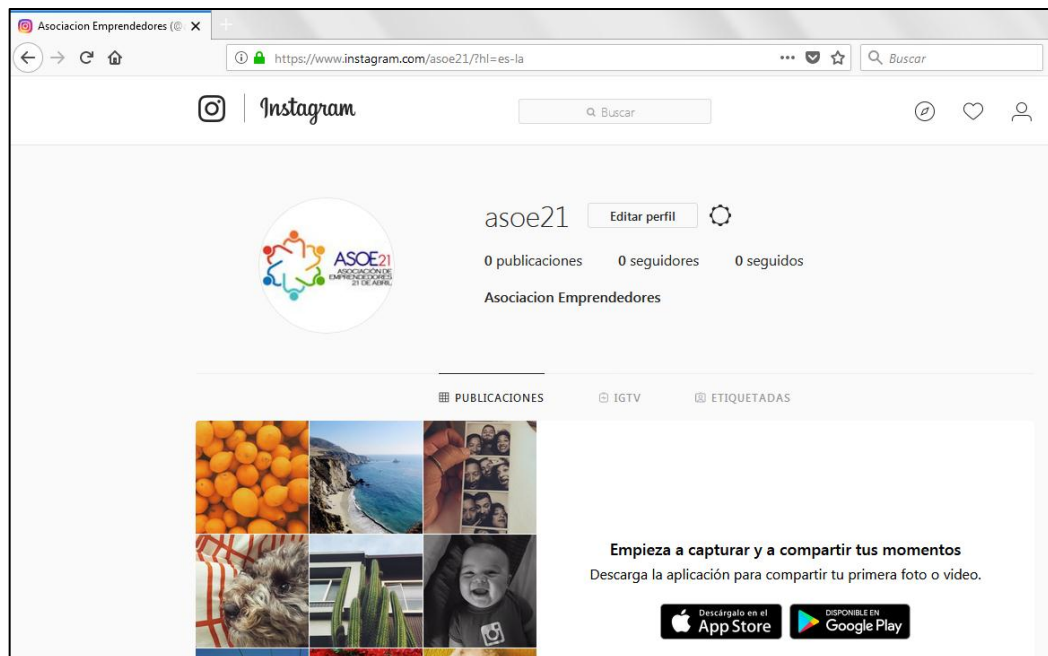 Asociacion Emprendedores (@
https://www.instagram.com/asoe21/?hl=es-la
Buscar
Instagram
Buscar
asoe21 Editar perfil
0 publicaciones 0 seguidores 0 seguidos
Asociacion Emprendedores
ASOE21
ASOCIACIÓN DE
EMPRENDEDORES
21 DE ABRIL
PUBLICACIONES IGTV ETIQUETADAS
Empieza a capturar y a compartir tus momentos
Descarga la aplicación para compartir tu primera foto o video.
Descárgalo en el
App Store
DISPONIBLE EN
Google Play